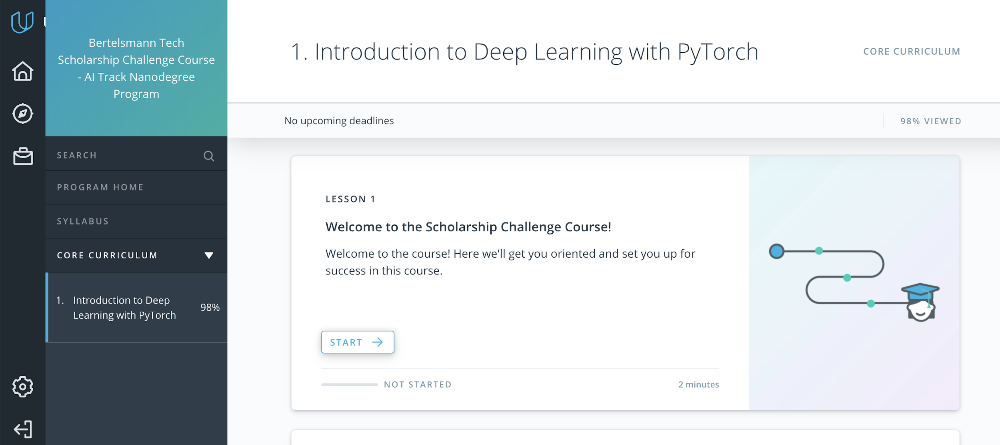 Bertelsmann Tech
Scholarship Challenge Course
- AI Track Nanodegree
Program
SEARCH
PROGRAM HOME
SYLLABUS
CORE CURRICULUM
1. Introduction to Deep
Learning with PyTorch
98%
1. Introduction to Deep Learning with PyTorch
CORE CURRICULUM
No upcoming deadlines
98% VIEWED
LESSON 1
Welcome to the Scholarship Challenge Course!
Welcome to the course! Here we'll get you oriented and set you up for
success in this course.
START
NOT STARTED
2 minutes